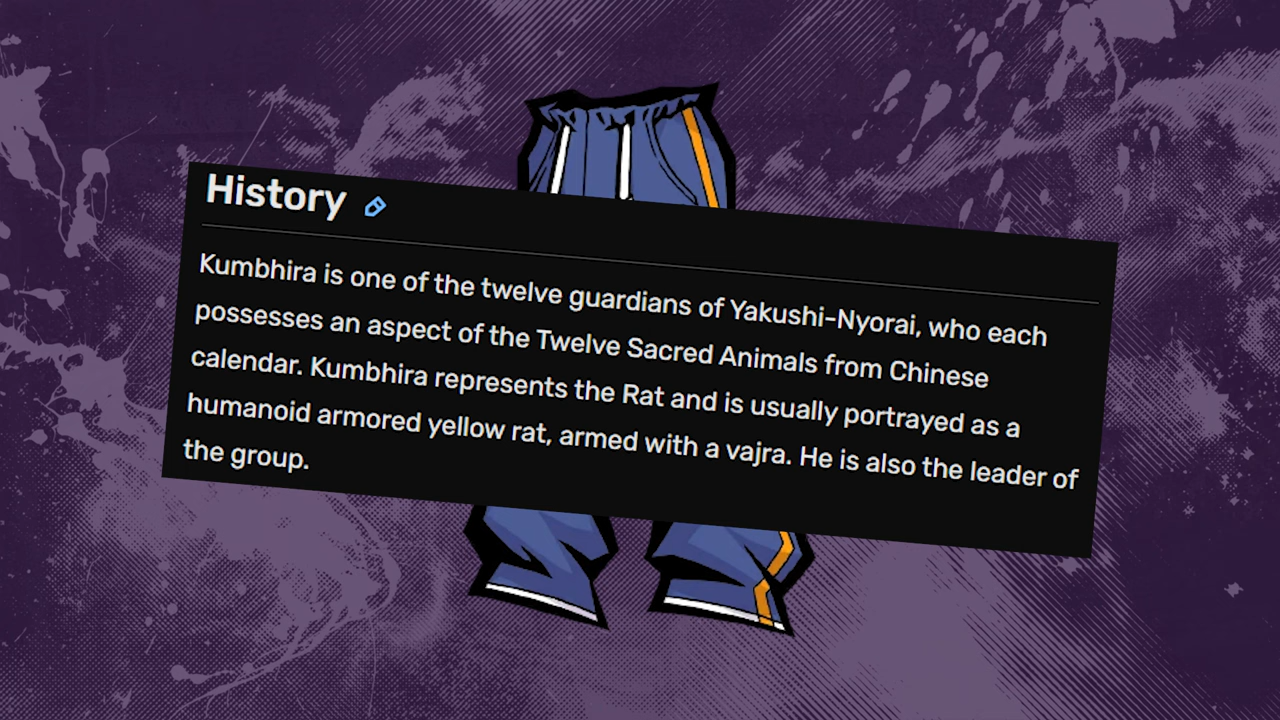 History
Kumbhira is one of the twelve guardians of Yakushi-Nyorai, who each
possesses an aspect of the Twelve Sacred Animals from Chinese
calendar. Kumbhira represents the Rat and is usually portrayed as a
humanoid armored yellow rat, armed with a vajra. He is also the leader of
the group.